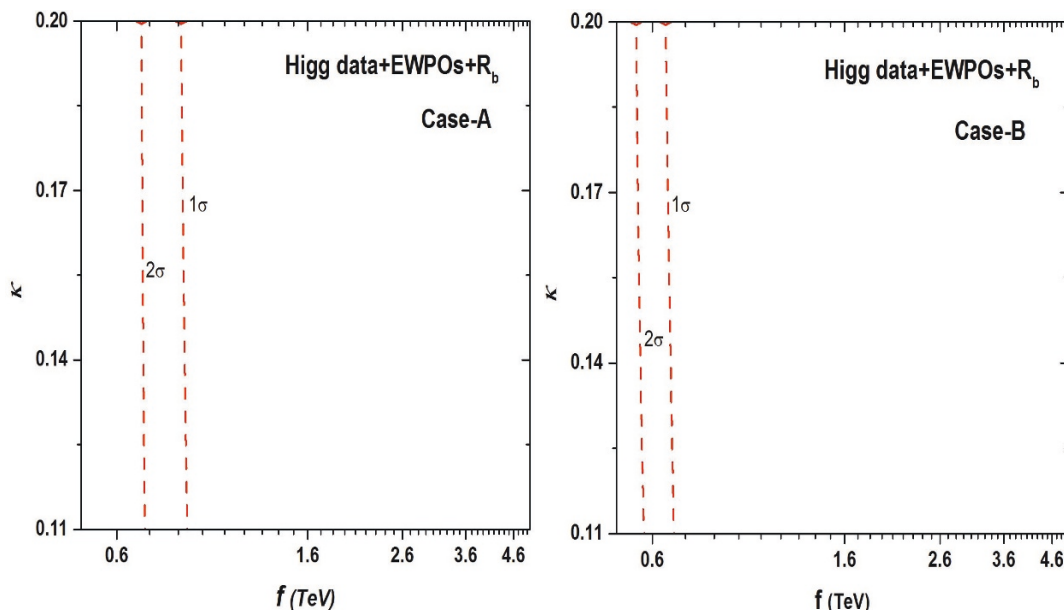 0.20
0.17
0.14
0.11
κ
Higg data+EWPOs+R_b
Case-A
1σ
2σ
0.6 1.6 2.6 3.6 4.6
f (TeV)
0.20
0.17
0.14
0.11
κ
Higg data+EWPOs+R_b
Case-B
1σ
2σ
0.6 1.6 2.6 3.6 4.6
f (TeV)